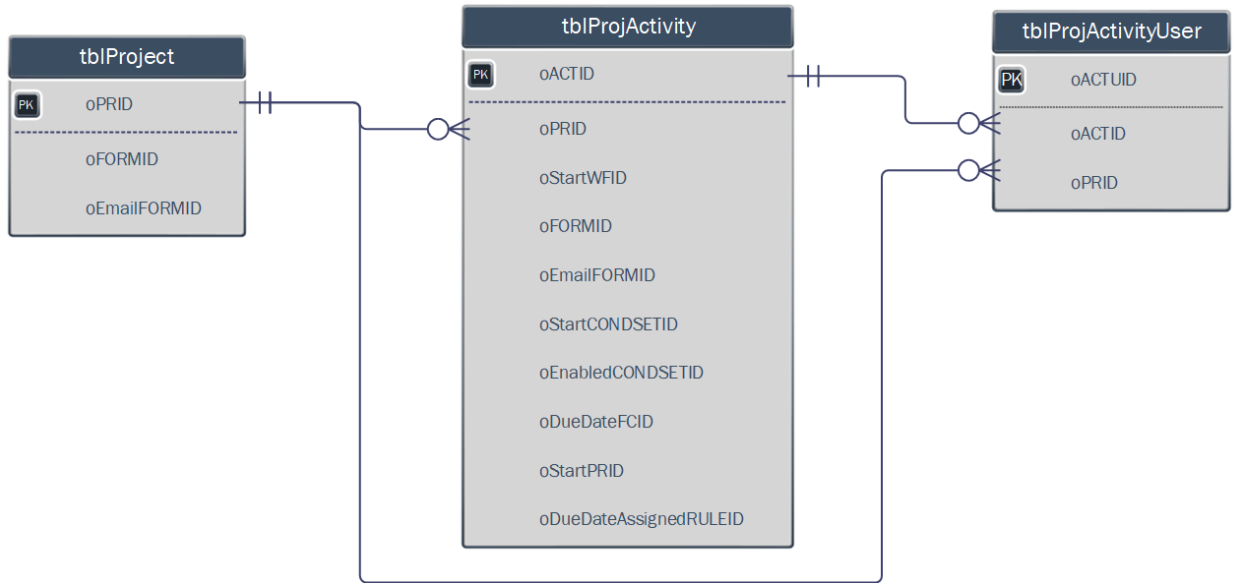 tblProject
PK oPRID
oFORMID
oEmailFORMID
tblProjActivity
PK oACTID
oPRID
oStartWFID
oFORMID
oEmailFORMID
oStartCONDSETID
oEnabledCONDSETID
oDueDateFCID
oStartPRID
oDueDateAssignedRULEID
tblProjActivityUser
PK oACTUID
oACTID
oPRID